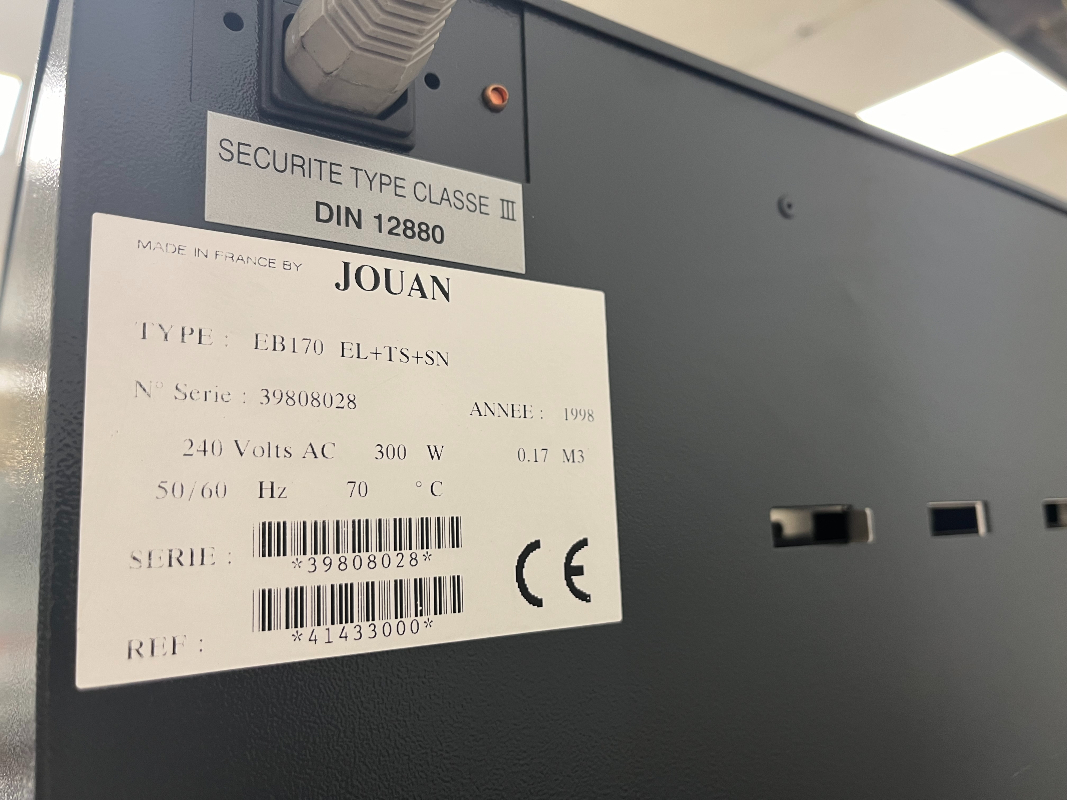 SECURITE TYPE CLASSE III
DIN 12880
MADE IN FRANCE BY JOUAN
TYPE : EB170 EL+TS+SN
N° Serie : 39808028
ANNEE : 1998
240 Volts AC 300 W 0.17 M3
50/60 Hz 70 °C
SERIE :
*39808028*
CE
REF :
*41433000*